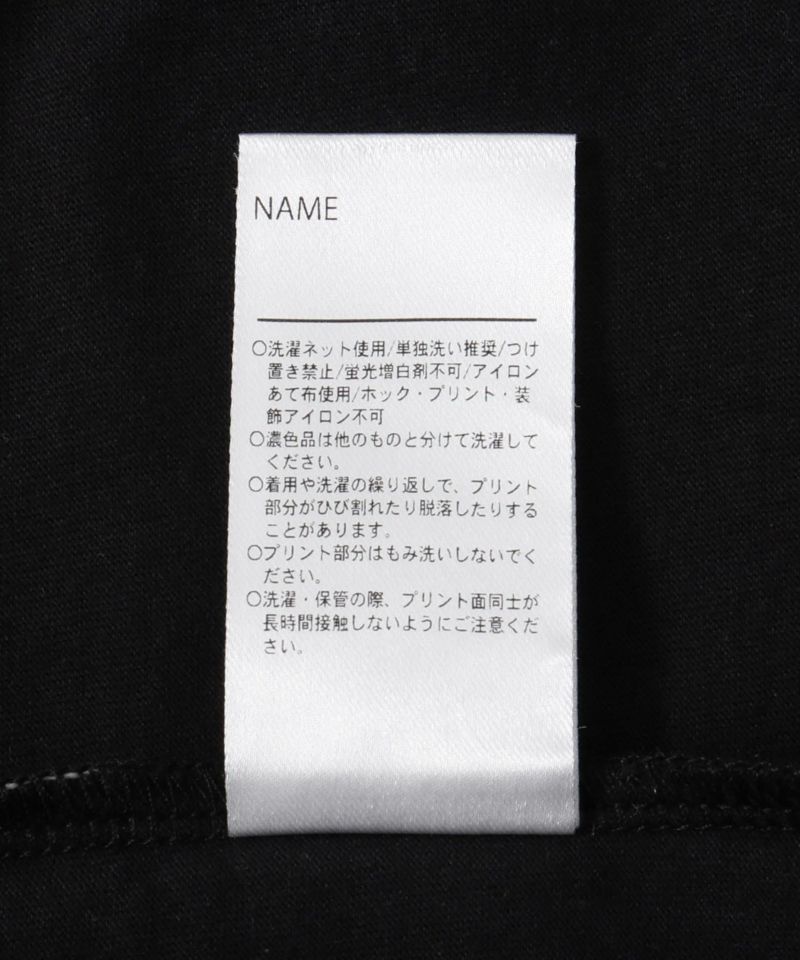 NAME
○洗濯ネット使用/単独洗い推奨/つけ
置き禁止/蛍光増白剤不可/アイロン
あて布使用/ホック・プリント・装
飾アイロン不可
○濃色品は他のものと分けて洗濯して
ください。
○着用や洗濯の繰り返しで、プリント
部分がひび割れたり脱落したりする
ことがあります。
○プリント部分はもみ洗いしないでく
ださい。
○洗濯・保管の際、プリント面同士が
長時間接触しないようにご注意くだ
さい。